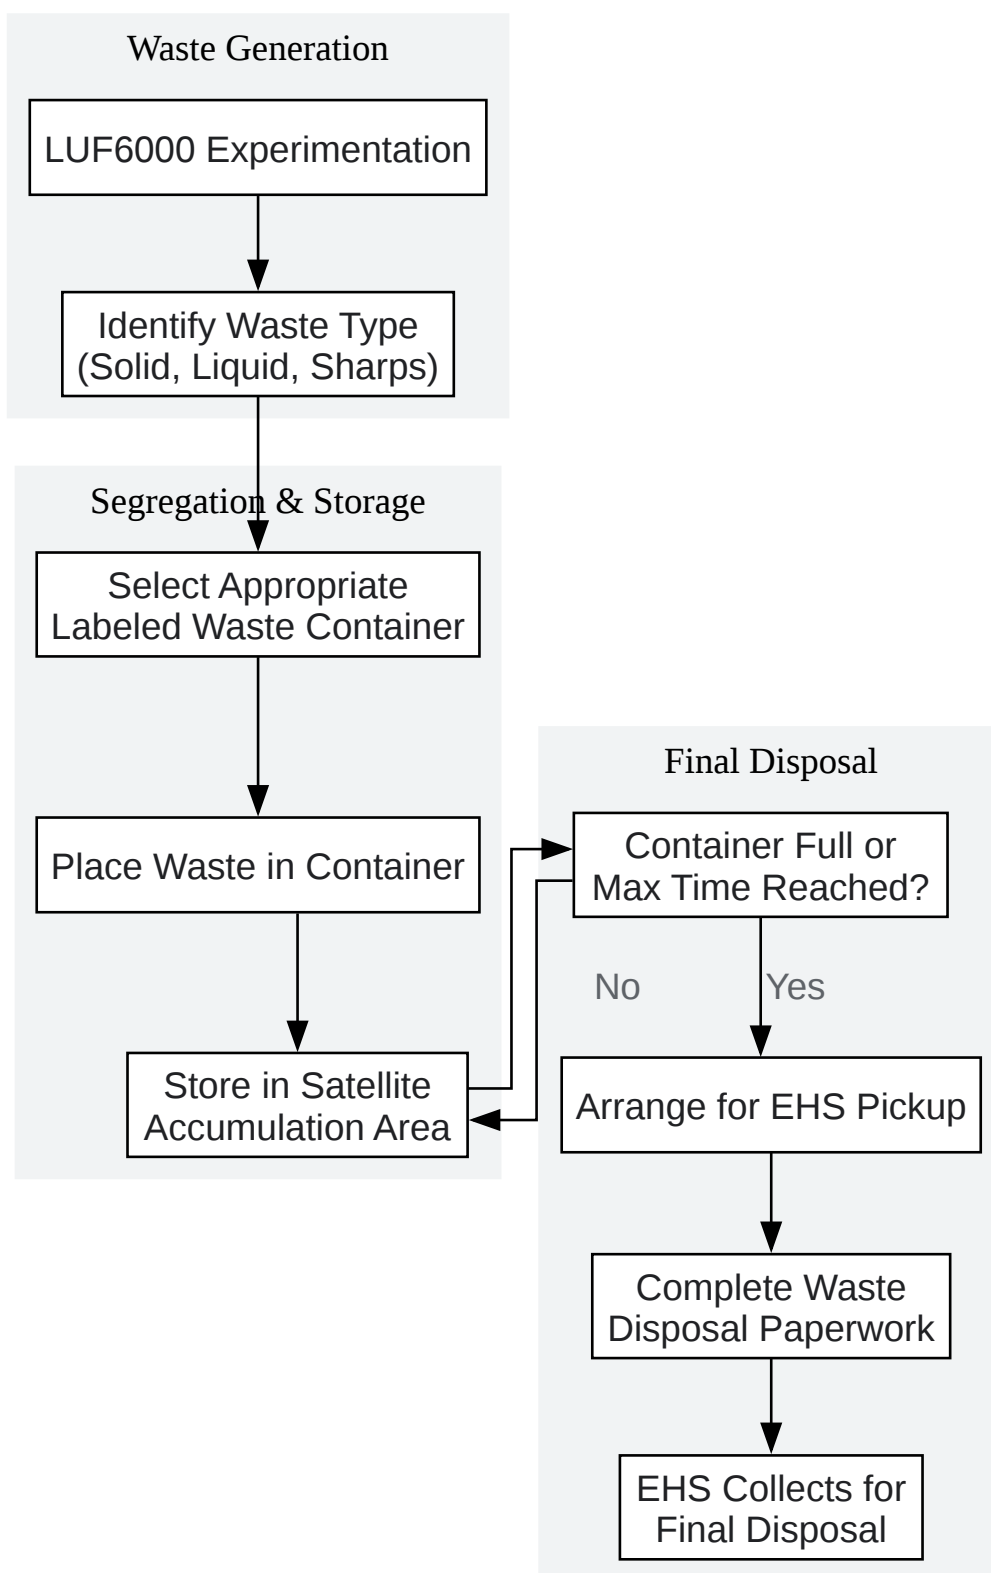 Waste Generation
LUF6000 Experimentation
Identify Waste Type
(Solid, Liquid, Sharps)
Segregation & Storage
Select Appropriate
Labeled Waste Container
Place Waste in Container
Store in Satellite
Accumulation Area
Final Disposal
Container Full or
Max Time Reached?
No
Yes
Arrange for EHS Pickup
Complete Waste
Disposal Paperwork
EHS Collects for
Final Disposal